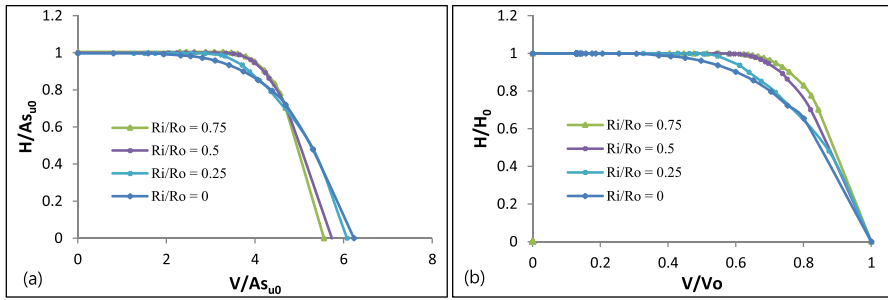 1.2
1
0.8
0.6
0.4
0.2
0
H/As_u0
Ri/Ro = 0.75
Ri/Ro = 0.5
Ri/Ro = 0.25
Ri/Ro = 0
0 2 4 6 8
V/As_u0
(a)
1.2
1
0.8
0.6
0.4
0.2
0
H/H_0
Ri/Ro = 0.75
Ri/Ro = 0.5
Ri/Ro = 0.25
Ri/Ro = 0
0 0.2 0.4 0.6 0.8 1
V/Vo
(b)